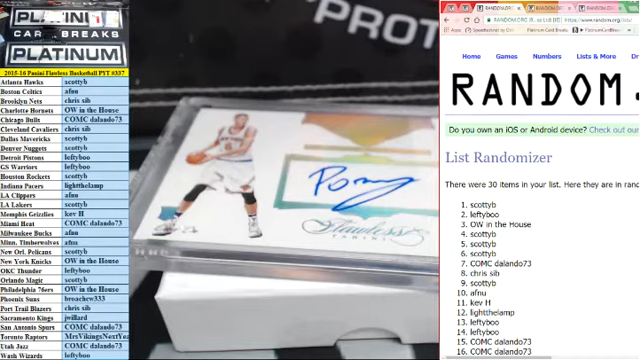 PLATINUM
CARD BREAKS
PLATINUM
2015-16 Panini Flawless Basketball PYT #337
Atlanta Hawks scottyb
Boston Celtics afnu
Brooklyn Nets chris sib
Charlotte Hornets OW in the House
Chicago Bulls COMC dalando73
Cleveland Cavaliers chris sib
Dallas Mavericks scottyb
Denver Nuggets scottyb
Detroit Pistons leftyboo
GS Warriors leftyboo
Houston Rockets scottyb
Indiana Pacers lightthelamp
LA Clippers afnu
LA Lakers scottyb
Memphis Grizzlies kev H
Miami Heat COMC dalando73
Milwaukee Bucks afnu
Minn. Timberwolves afnu
New Orl. Pelicans scottyb
New York Knicks OW in the House
OKC Thunder leftyboo
Orlando Magic scottyb
Philadelphia 76ers OW in the House
Phoenix Suns broachew333
Port Trail Blazers chris sib
Sacramento Kings jwillard
San Antonio Spurs COMC dalando73
Toronto Raptors MrsVikingsNextYea
Utah Jazz COMC dalando73
Wash Wizards leftyboo
"PROT
Flawless
PANINI
Home Games Numbers Lists & More D
RANDOM.
Do you own an iOS or Android device? Check out our
List Randomizer
There were 30 items in your list. Here they are in rand
1. scottyb
2. leftyboo
3. OW in the House
4. scottyb
5. scottyb
6. scottyb
7. COMC dalando73
8. chris sib
9. scottyb
10. afnu
11. kev H
12. lightthelamp
13. leftyboo
14. leftyboo
15. COMC dalando73
16. COMC dalando73